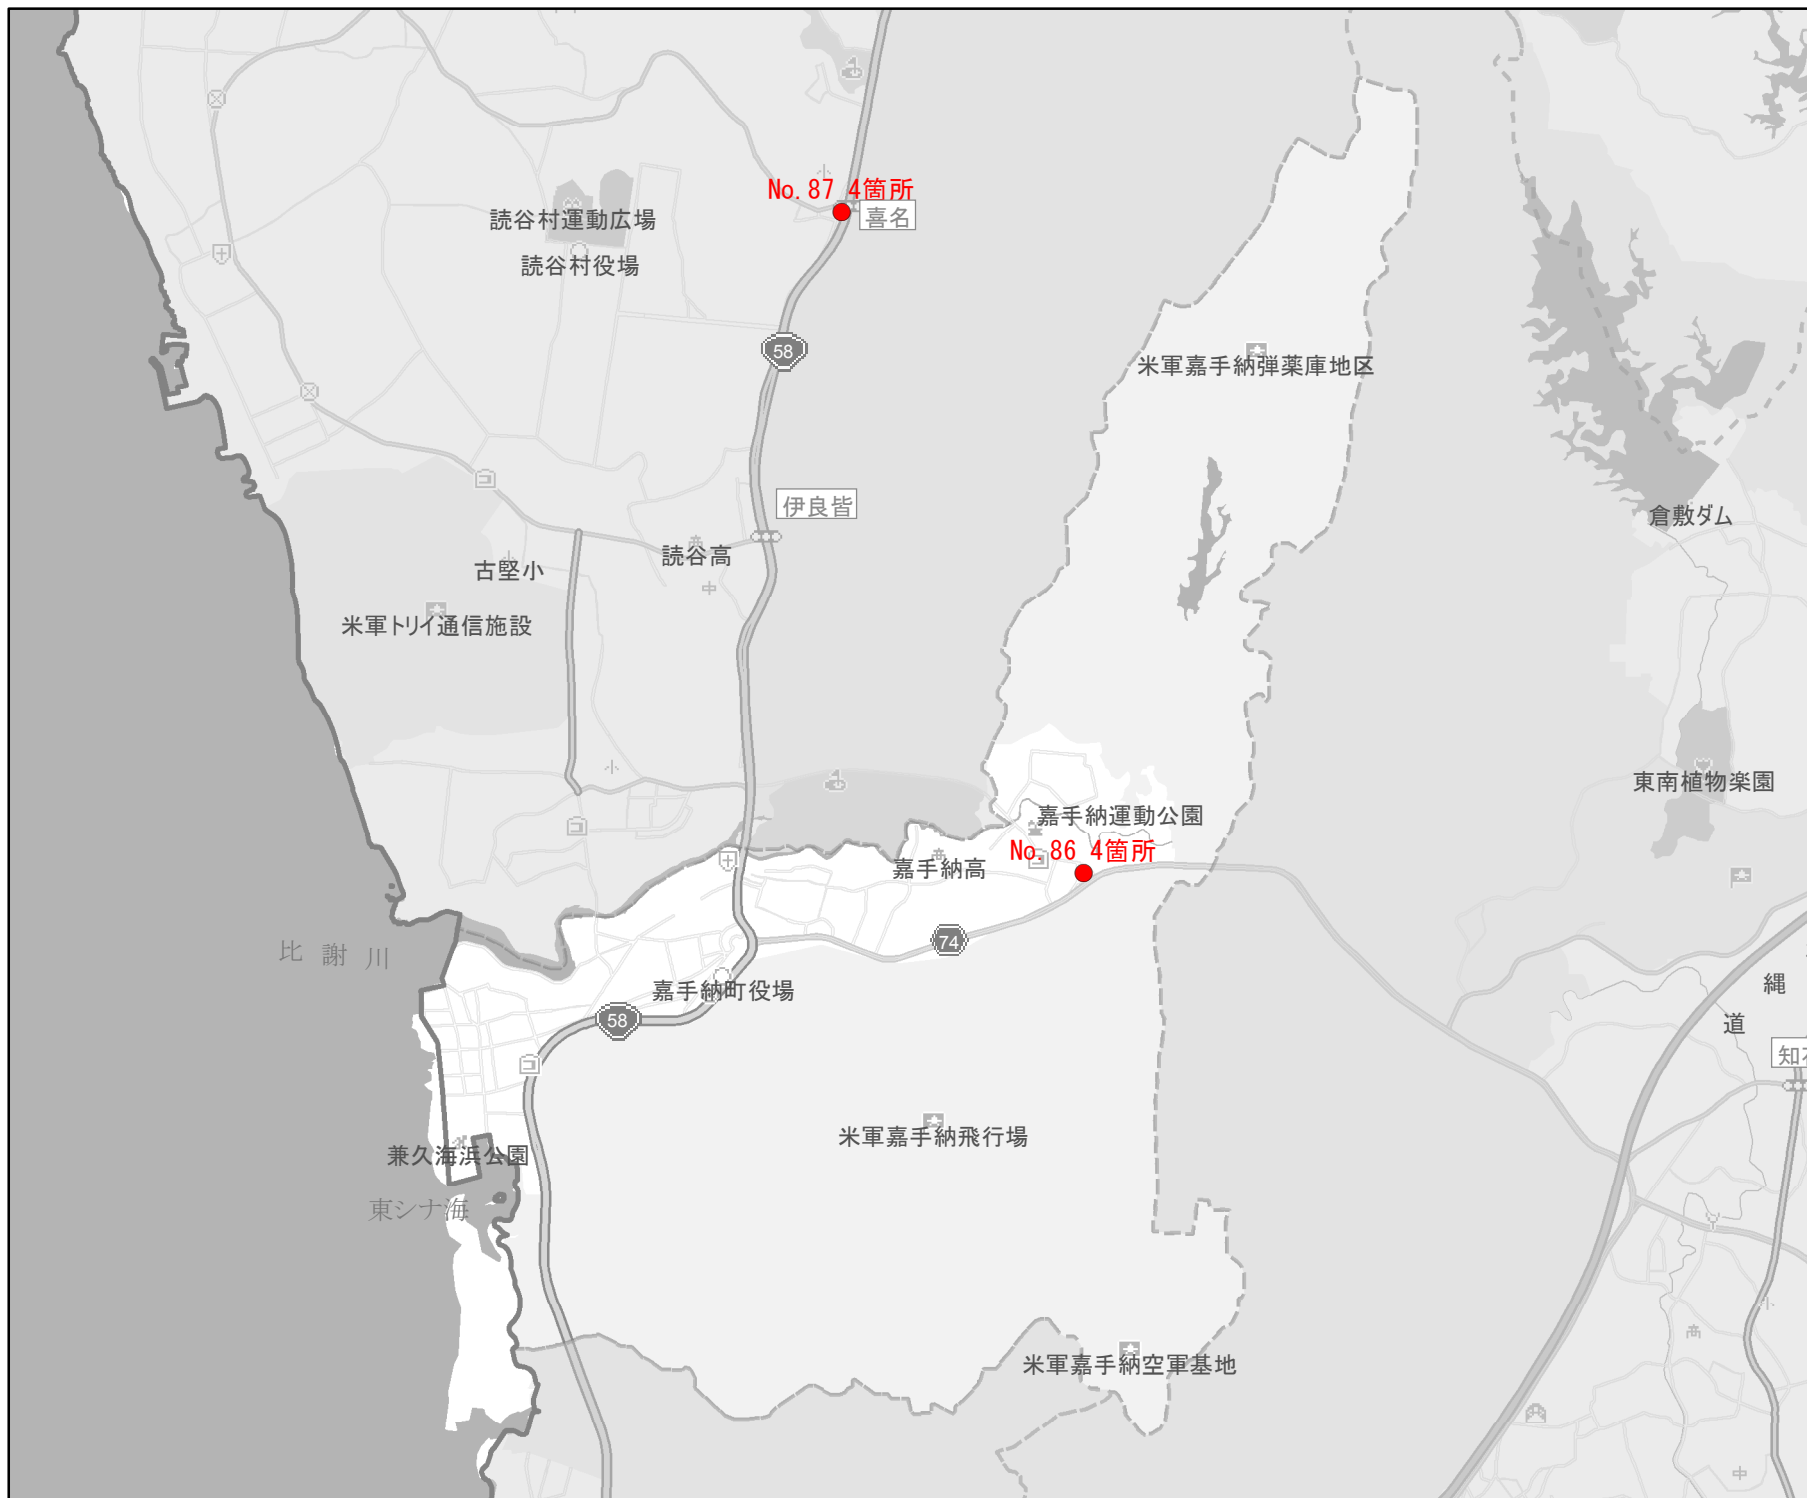 No.87 4箇所
喜名
読谷村運動広場
読谷村役場
58
米軍嘉手納弾薬庫地区
伊良皆
倉敷ダム
読谷高
古堅小
米軍トリイ通信施設
東南植物楽園
嘉手納運動公園
No.86 4箇所
嘉手納高
74
比謝川
嘉手納町役場
58
縄
道
米軍嘉手納飛行場
兼久海浜公園
東シナ海
米軍嘉手納空軍基地
小
小
小
中
小
中